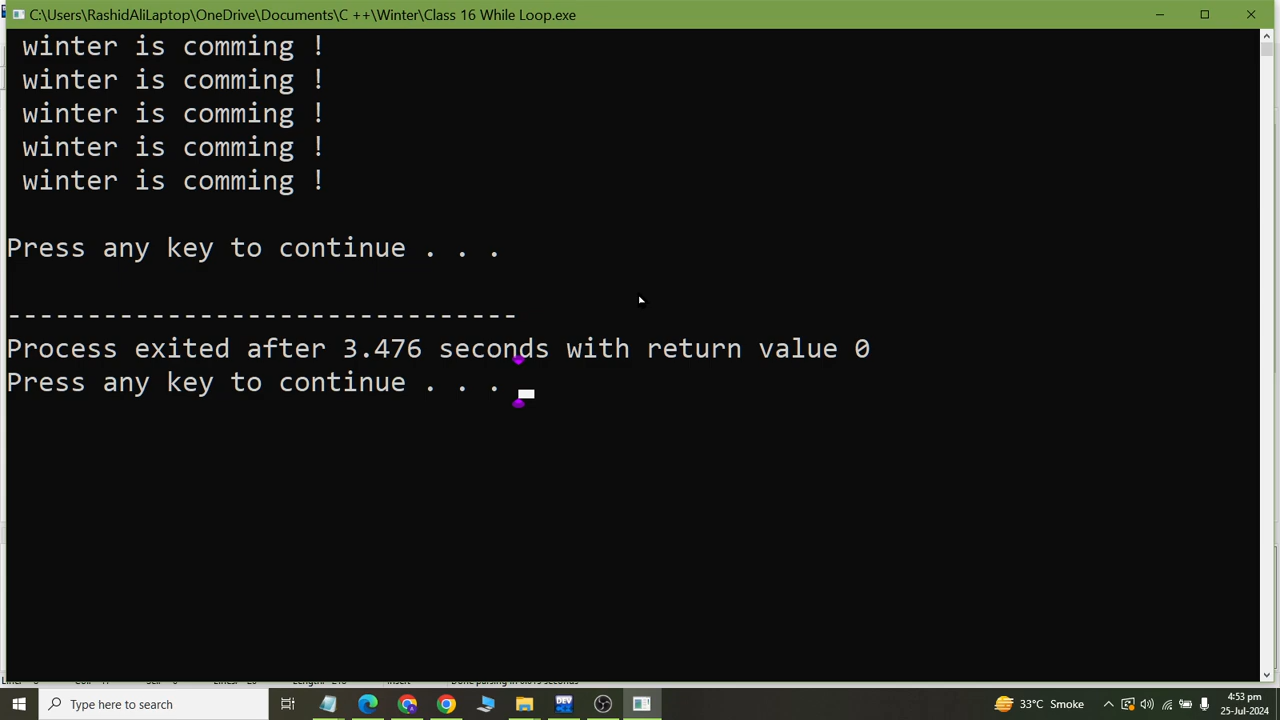 C:\Users\RashidAliLaptop\OneDrive\Documents\C ++\Winter\Class 16 While Loop.exe
winter is comming !
winter is comming !
winter is comming !
winter is comming !
winter is comming !
Press any key to continue . . .
--------------------------------
Process exited after 3.476 seconds with return value 0
Press any key to continue . . .
Type here to search
DEV
33°C Smoke
4:53 pm
25-Jul-2024